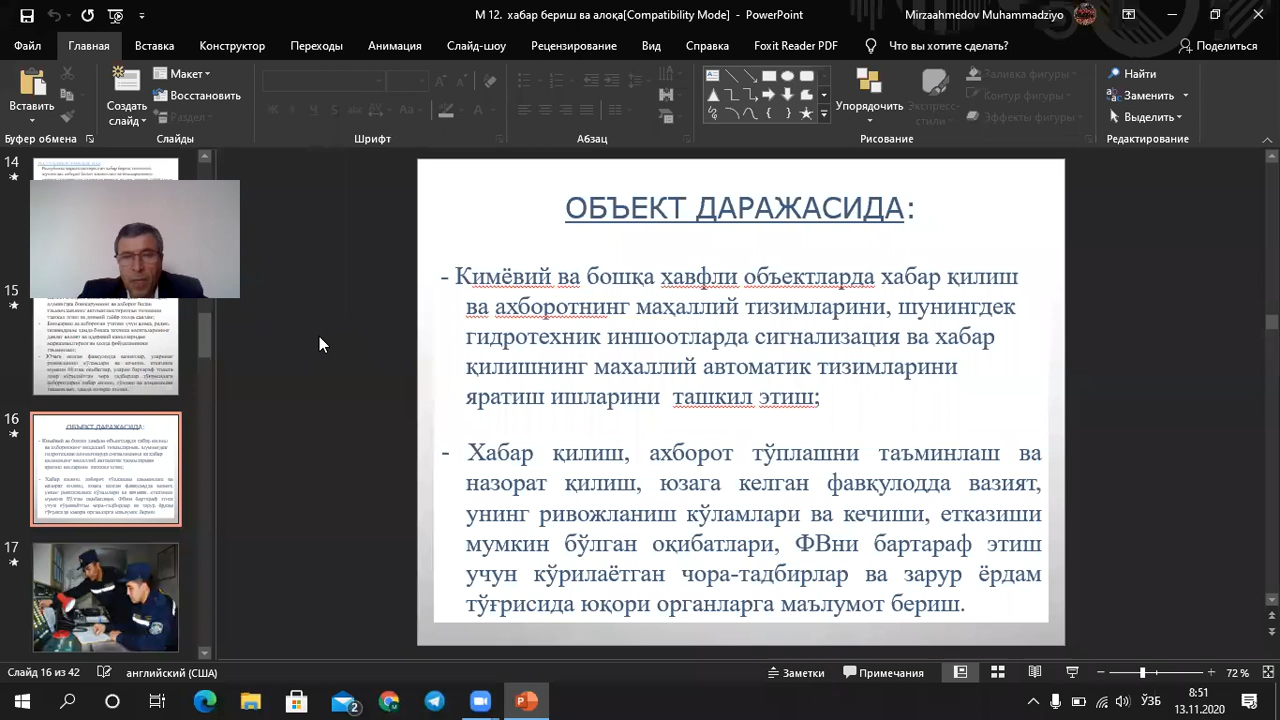 М 12. хабар бериш ва алоқа[Compatibility Mode] - PowerPoint
Mirzaahmedov Muhammadziyo
Файл Главная Вставка Конструктор Переходы Анимация Слайд-шоу Рецензирование Вид Справка Foxit Reader PDF Что вы хотите сделать? Поделиться
Вставить
Создать слайд
Макет
Восстановить
Раздел
Упорядочить
Экспресс-стили
Заливка фигуры
Контур фигуры
Эффекты фигуры
Найти
Заменить
Выделить
Буфер обмена Слайды Шрифт Абзац Рисование Редактирование
14
15
16
17
ОБЪЕКТ ДАРАЖАСИДА:
- Кимёвий ва бошқа хавфли объектларда хабар қилиш
ва ахборотнинг маҳаллий тизимларини, шунингдек
гидротехник иншоотларда сигнализация ва хабар
қилишнинг махаллий автоматик тизимларини
яратиш ишларини ташкил этиш;
- Хабар қилиш, ахборот тўплашни таъминлаш ва
назорат қилиш, юзага келган фавқулодда вазият,
унинг ривожланиш кўламлари ва кечиши, етказиши
мумкин бўлган оқибатлари, ФВни бартараф этиш
учун кўрилаётган чора-тадбирлар ва зарур ёрдам
тўғрисида юқори органларга маълумот бериш.
Слайд 16 из 42 английский (США) Заметки Примечания 72 %
2
ЎЗБ
8:51
13.11.2020